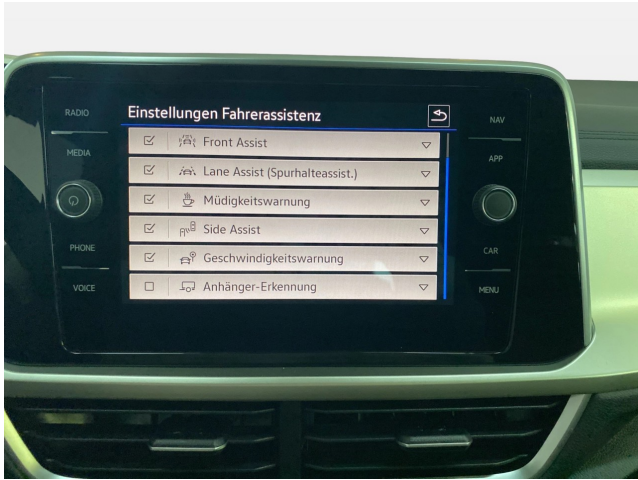 RADIO
MEDIA
PHONE
VOICE
Einstellungen Fahrerassistenz
Front Assist
Lane Assist (Spurhalteassist.)
Müdigkeitswarnung
Side Assist
Geschwindigkeitswarnung
Anhänger-Erkennung
NAV
APP
CAR
MENU